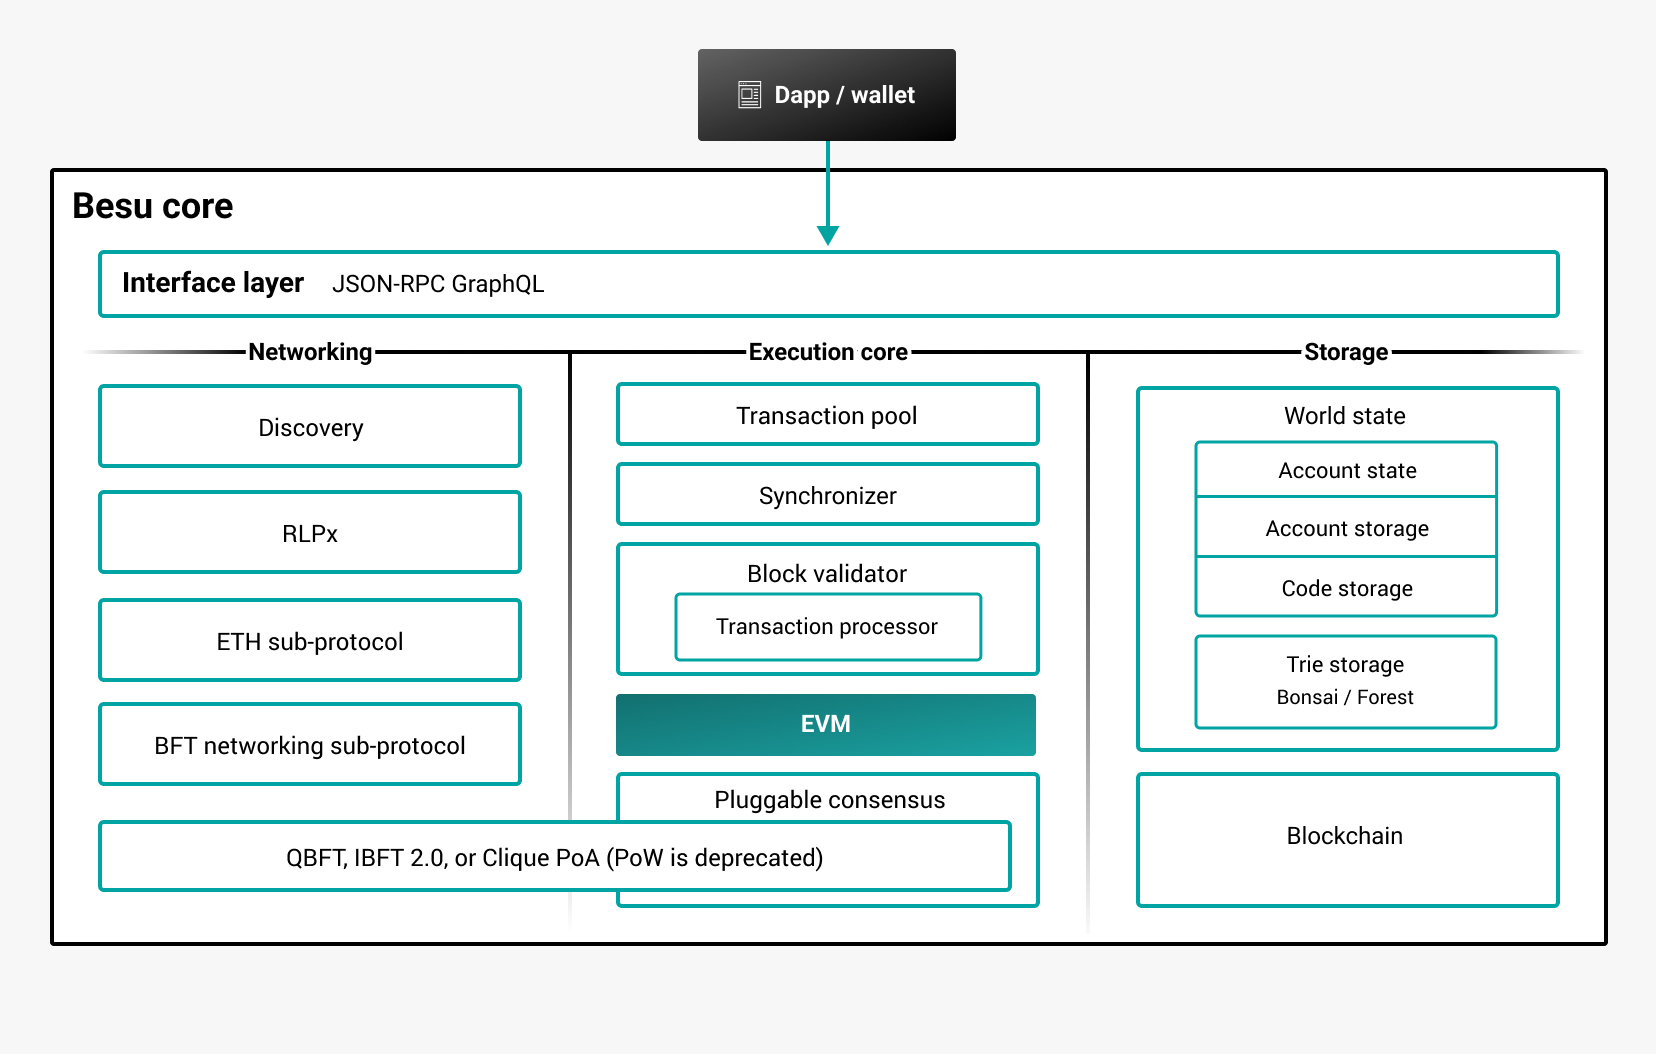 Dapp / wallet
Besu core
Interface layer JSON-RPC GraphQL
Networking
Discovery
RLPx
ETH sub-protocol
BFT networking sub-protocol
Execution core
Transaction pool
Synchronizer
Block validator
Transaction processor
EVM
Pluggable consensus
QBFT, IBFT 2.0, or Clique PoA (PoW is deprecated)
Storage
World state
Account state
Account storage
Code storage
Trie storage
Bonsai / Forest
Blockchain